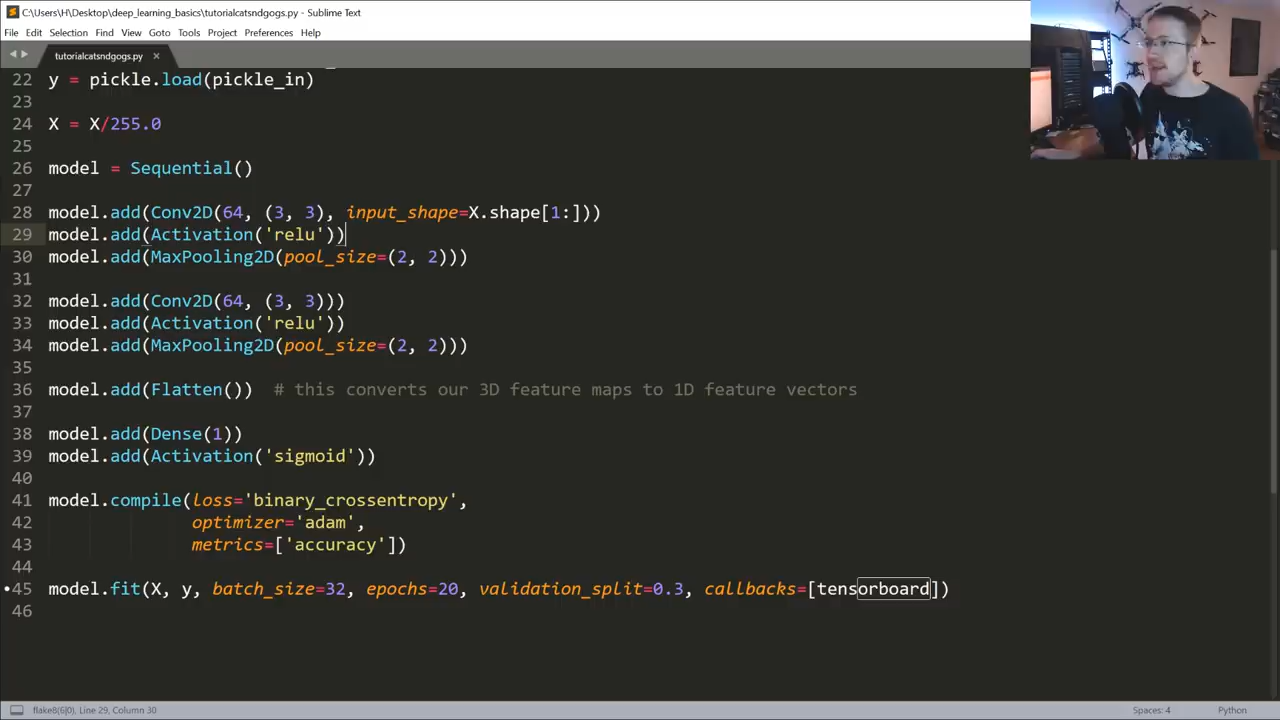 C:\Users\H\Desktop\deep_learning_basics\tutorialcatsndgogs.py - Sublime Text
File Edit Selection Find View Goto Tools Project Preferences Help
tutorialcatsndgogs.py ×
22 y = pickle.load(pickle_in)
23
24 X = X/255.0
25
26 model = Sequential()
27
28 model.add(Conv2D(64, (3, 3), input_shape=X.shape[1:]))
29 model.add(Activation('relu'))
30 model.add(MaxPooling2D(pool_size=(2, 2)))
31
32 model.add(Conv2D(64, (3, 3)))
33 model.add(Activation('relu'))
34 model.add(MaxPooling2D(pool_size=(2, 2)))
35
36 model.add(Flatten())  # this converts our 3D feature maps to 1D feature vectors
37
38 model.add(Dense(1))
39 model.add(Activation('sigmoid'))
40
41 model.compile(loss='binary_crossentropy',
42               optimizer='adam',
43               metrics=['accuracy'])
44
45 model.fit(X, y, batch_size=32, epochs=20, validation_split=0.3, callbacks=[tensorboard])
46
flake8(6|0), Line 29, Column 30 Spaces: 4 Python